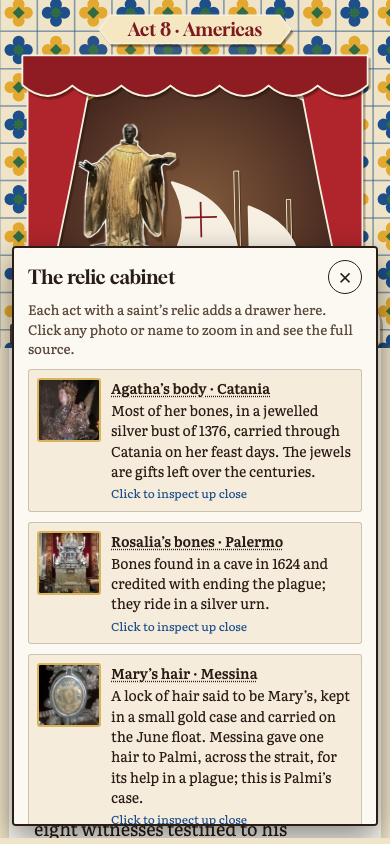 Act 8 · Americas
The relic cabinet
Each act with a saint's relic adds a drawer here.
Click any photo or name to zoom in and see the full
source.
Agatha's body · Catania
Most of her bones, in a jewelled
silver bust of 1376, carried through
Catania on her feast days. The jewels
are gifts left over the centuries.
Click to inspect up close
Rosalia's bones · Palermo
Bones found in a cave in 1624 and
credited with ending the plague;
they ride in a silver urn.
Click to inspect up close
Mary's hair · Messina
A lock of hair said to be Mary's, kept
in a small gold case and carried on
the June float. Messina gave one
hair to Palmi, across the strait, for
its help in a plague; this is Palmi's
case.
Click to inspect up close
eight witnesses testified to his